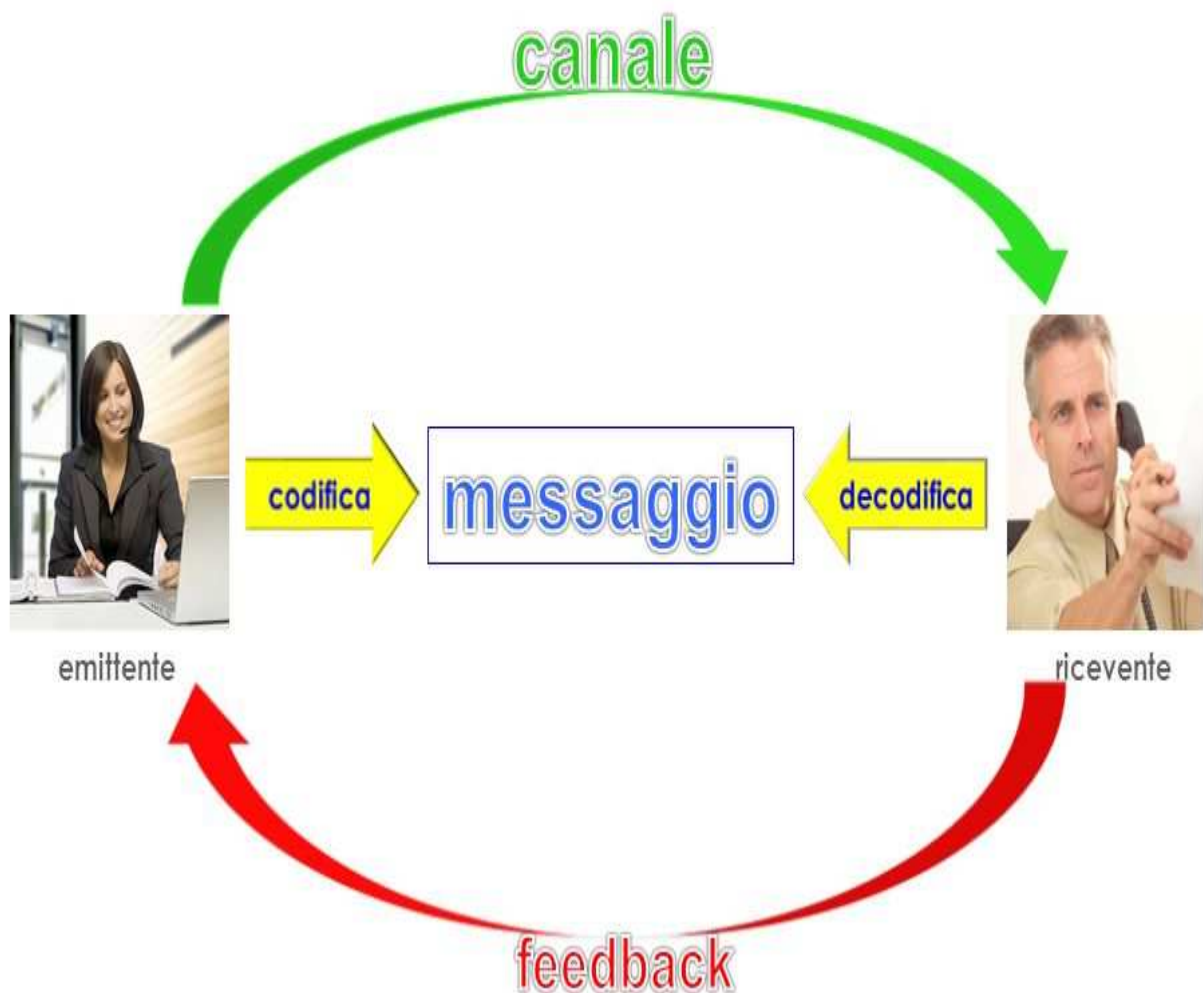 canale
codifica
messaggio
decodifica
emittente
ricevente
feedback